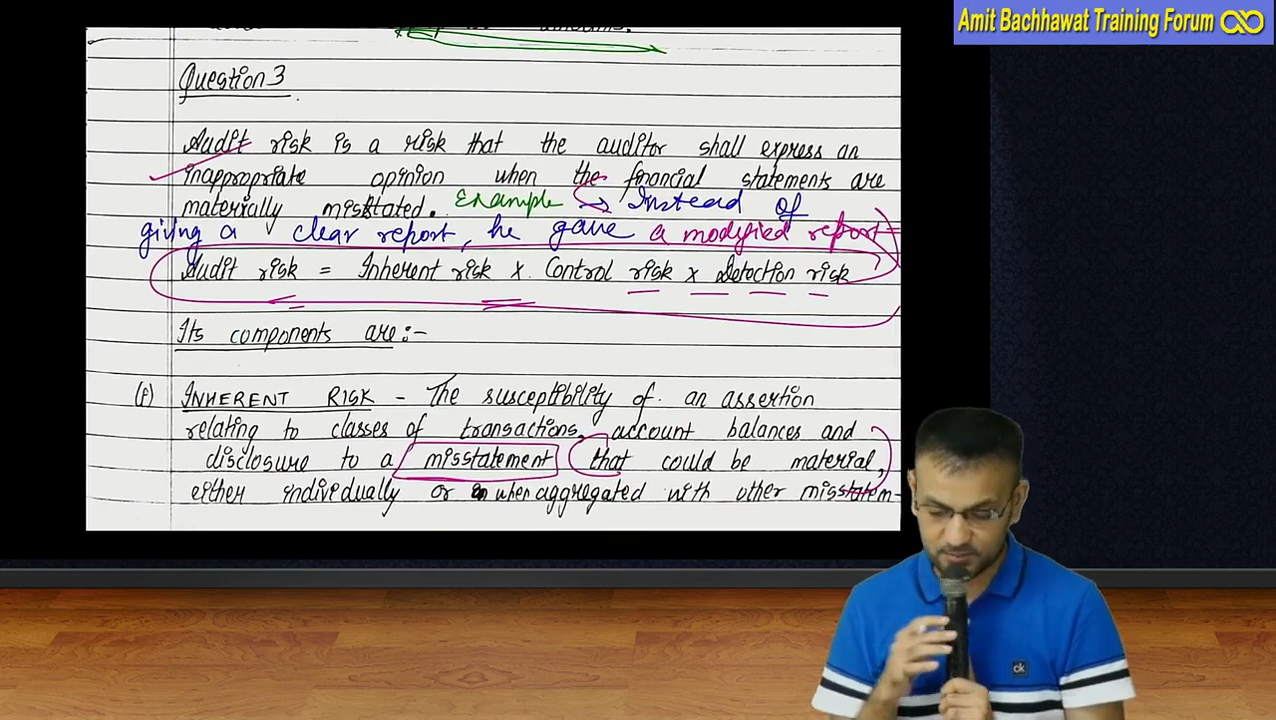 Amit Bachhawat Training Forum
Question 3
Audit risk is a risk that the auditor shall express an
inappropriate opinion when the financial statements are
materially misstated. Example → Instead of
giving a clear report, he gave a modified report
Audit risk = Inherent risk x. Control risk x Detection risk
Its components are:-
(i) INHERENT RISK - The susceptibility of an assertion
relating to classes of transactions, account balances and
disclosure to a misstatement that could be material,
either individually or when aggregated with other misstatem-
ck